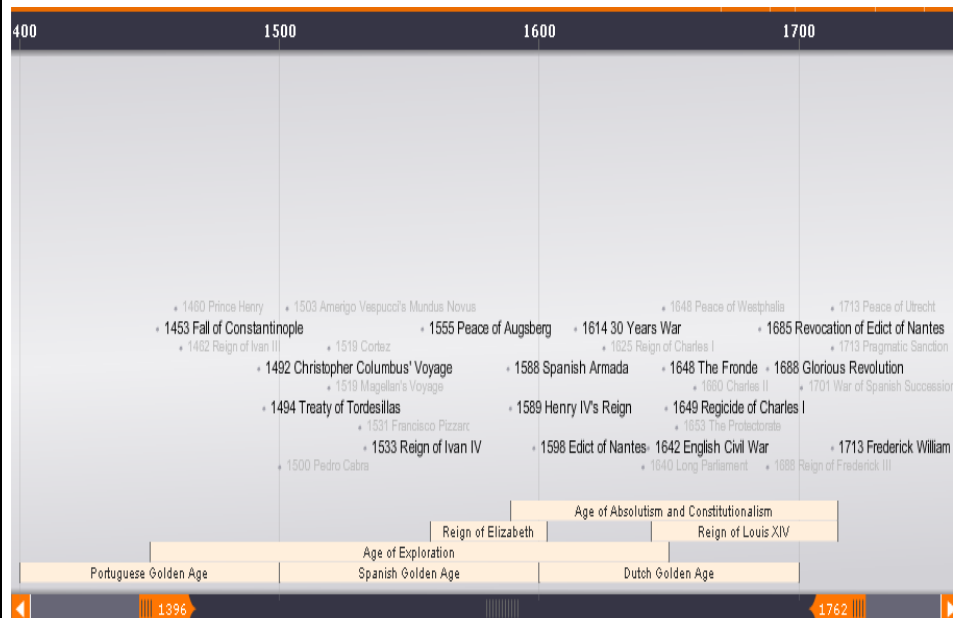 400 1500 1600 1700
1460 Prince Henry 1503 Amerigo Vespucci's Mundus Novus 1648 Peace of Westphalia 1713 Peace of Utrecht
1453 Fall of Constantinople 1555 Peace of Augsberg 1614 30 Years War 1685 Revocation of Edict of Nantes
1462 Reign of Ivan III 1519 Cortez 1625 Reign of Charles I 1713 Pragmatic Sanction
1492 Christopher Columbus' Voyage 1588 Spanish Armada 1648 The Fronde 1688 Glorious Revolution
1519 Magellan's Voyage 1660 Charles II 1701 War of Spanish Succession
1494 Treaty of Tordesillas 1589 Henry IV's Reign 1649 Regicide of Charles I
1531 Francisco Pizzarc 1653 The Protectorate
1533 Reign of Ivan IV 1598 Edict of Nantes 1642 English Civil War 1713 Frederick William
1500 Pedro Cabra 1640 Long Parliament 1688 Reign of Frederick III
Age of Absolutism and Constitutionalism
Reign of Elizabeth Reign of Louis XIV
Age of Exploration
Portuguese Golden Age Spanish Golden Age Dutch Golden Age
1396 1762